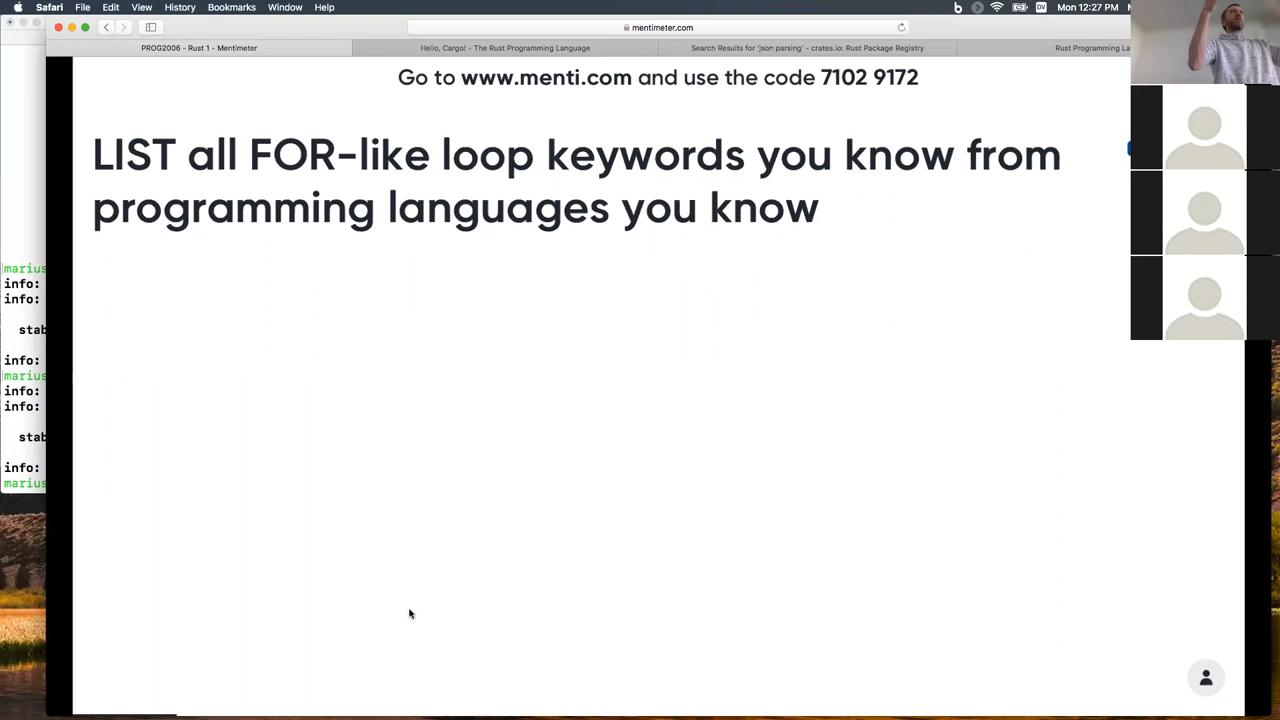 Safari File Edit View History Bookmarks Window Help Mon 12:27 PM
mentimeter.com
PROG2006 - Rust 1 - Mentimeter
Hello, Cargo! - The Rust Programming Language
Search Results for 'json parsing' - crates.io: Rust Package Registry
Rust Programming La
Go to www.menti.com and use the code 7102 9172
LIST all FOR-like loop keywords you know from
programming languages you know
marius
info:
info:
stab
info:
marius
info:
info:
stab
info:
marius